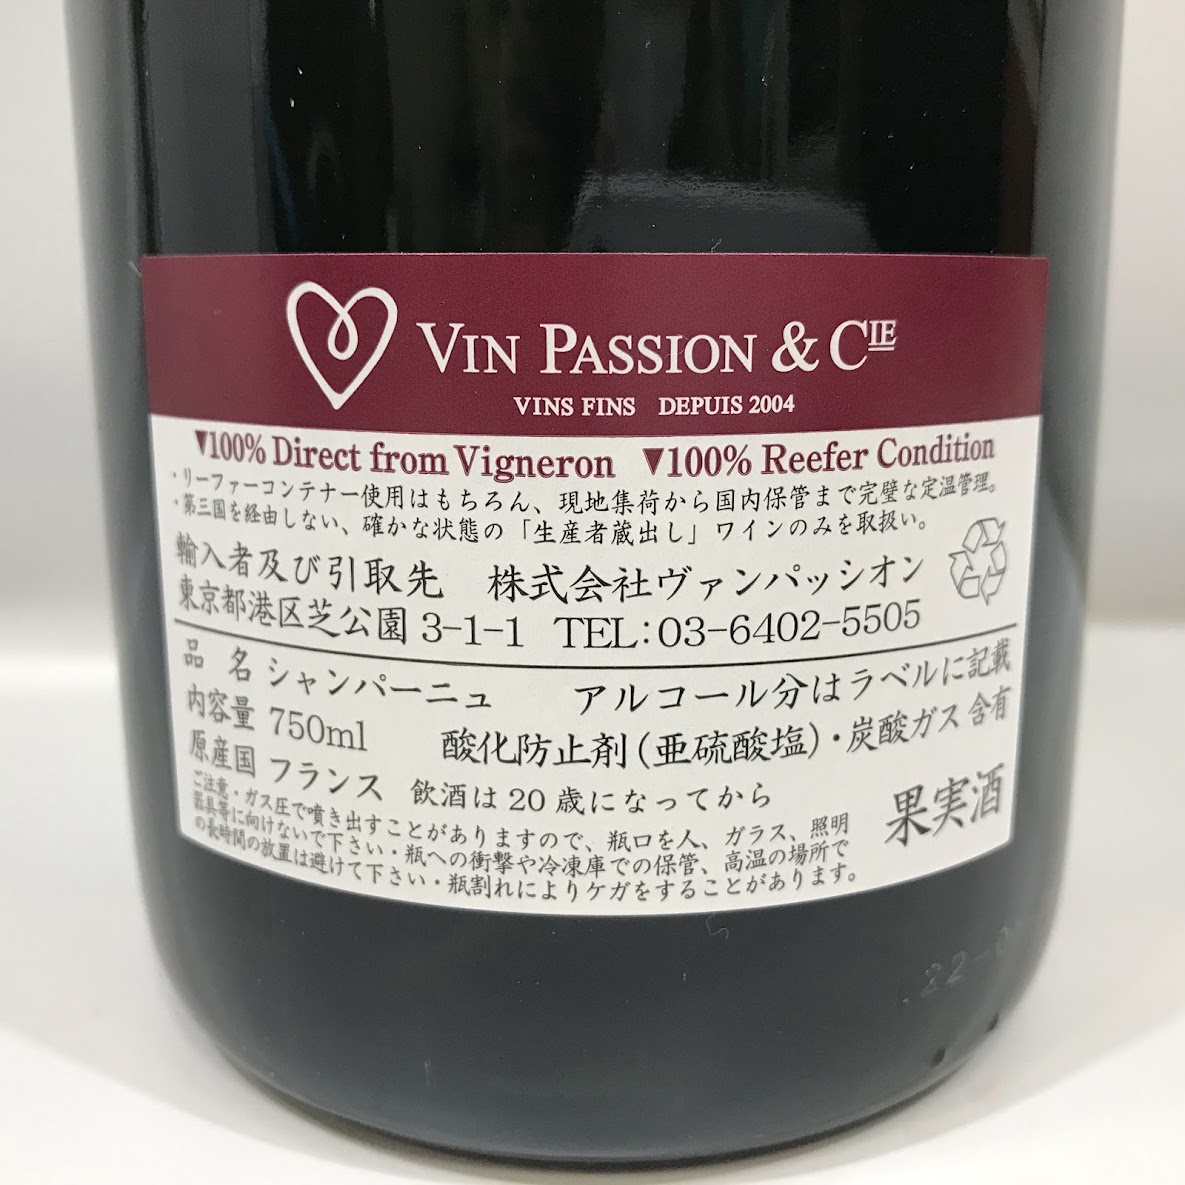 VIN PASSION & CIE
VINS FINS DEPUIS 2004
▼100% Direct from Vigneron ▼100% Reefer Condition
・リーファーコンテナー使用はもちろん、現地集荷から国内保管まで完璧な定温管理。
・第三国を経由しない、確かな状態の「生産者蔵出し」ワインのみを取扱い。
輸入者及び引取先 株式会社ヴァンパッシオン
東京都港区芝公園 3-1-1 TEL:03-6402-5505
品 名 シャンパーニュ アルコール分はラベルに記載
内容量 750ml 酸化防止剤(亜硫酸塩)・炭酸ガス含有
原産国 フランス 飲酒は20歳になってから
果実酒
ご注意・ガス圧で噴き出すことがありますので、瓶口を人、ガラス、照明
器具等に向けないで下さい・瓶への衝撃や冷凍庫での保管、高温の場所で
の長時間の放置は避けて下さい・瓶割れによりケガをすることがあります。